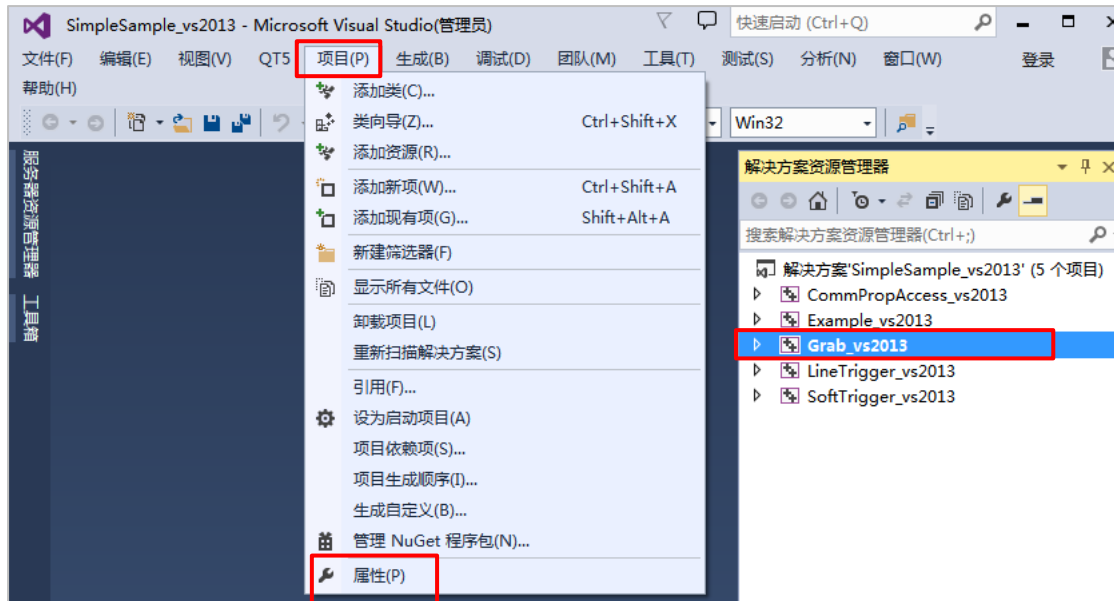 SimpleSample_vs2013 - Microsoft Visual Studio(管理员)
快速启动 (Ctrl+Q)
文件(F) 编辑(E) 视图(V) QT5 项目(P) 生成(B) 调试(D) 团队(M) 工具(T) 测试(S) 分析(N) 窗口(W) 登录
帮助(H)
Win32
服务器资源管理器
工具箱
添加类(C)...
类向导(Z)... Ctrl+Shift+X
添加资源(R)...
添加新项(W)... Ctrl+Shift+A
添加现有项(G)... Shift+Alt+A
新建筛选器(F)
显示所有文件(O)
卸载项目(L)
重新扫描解决方案(S)
引用(F)...
设为启动项目(A)
项目依赖项(S)...
项目生成顺序(I)...
生成自定义(B)...
管理 NuGet 程序包(N)...
属性(P)
解决方案资源管理器
搜索解决方案资源管理器(Ctrl+;)
解决方案'SimpleSample_vs2013' (5 个项目)
CommPropAccess_vs2013
Example_vs2013
Grab_vs2013
LineTrigger_vs2013
SoftTrigger_vs2013